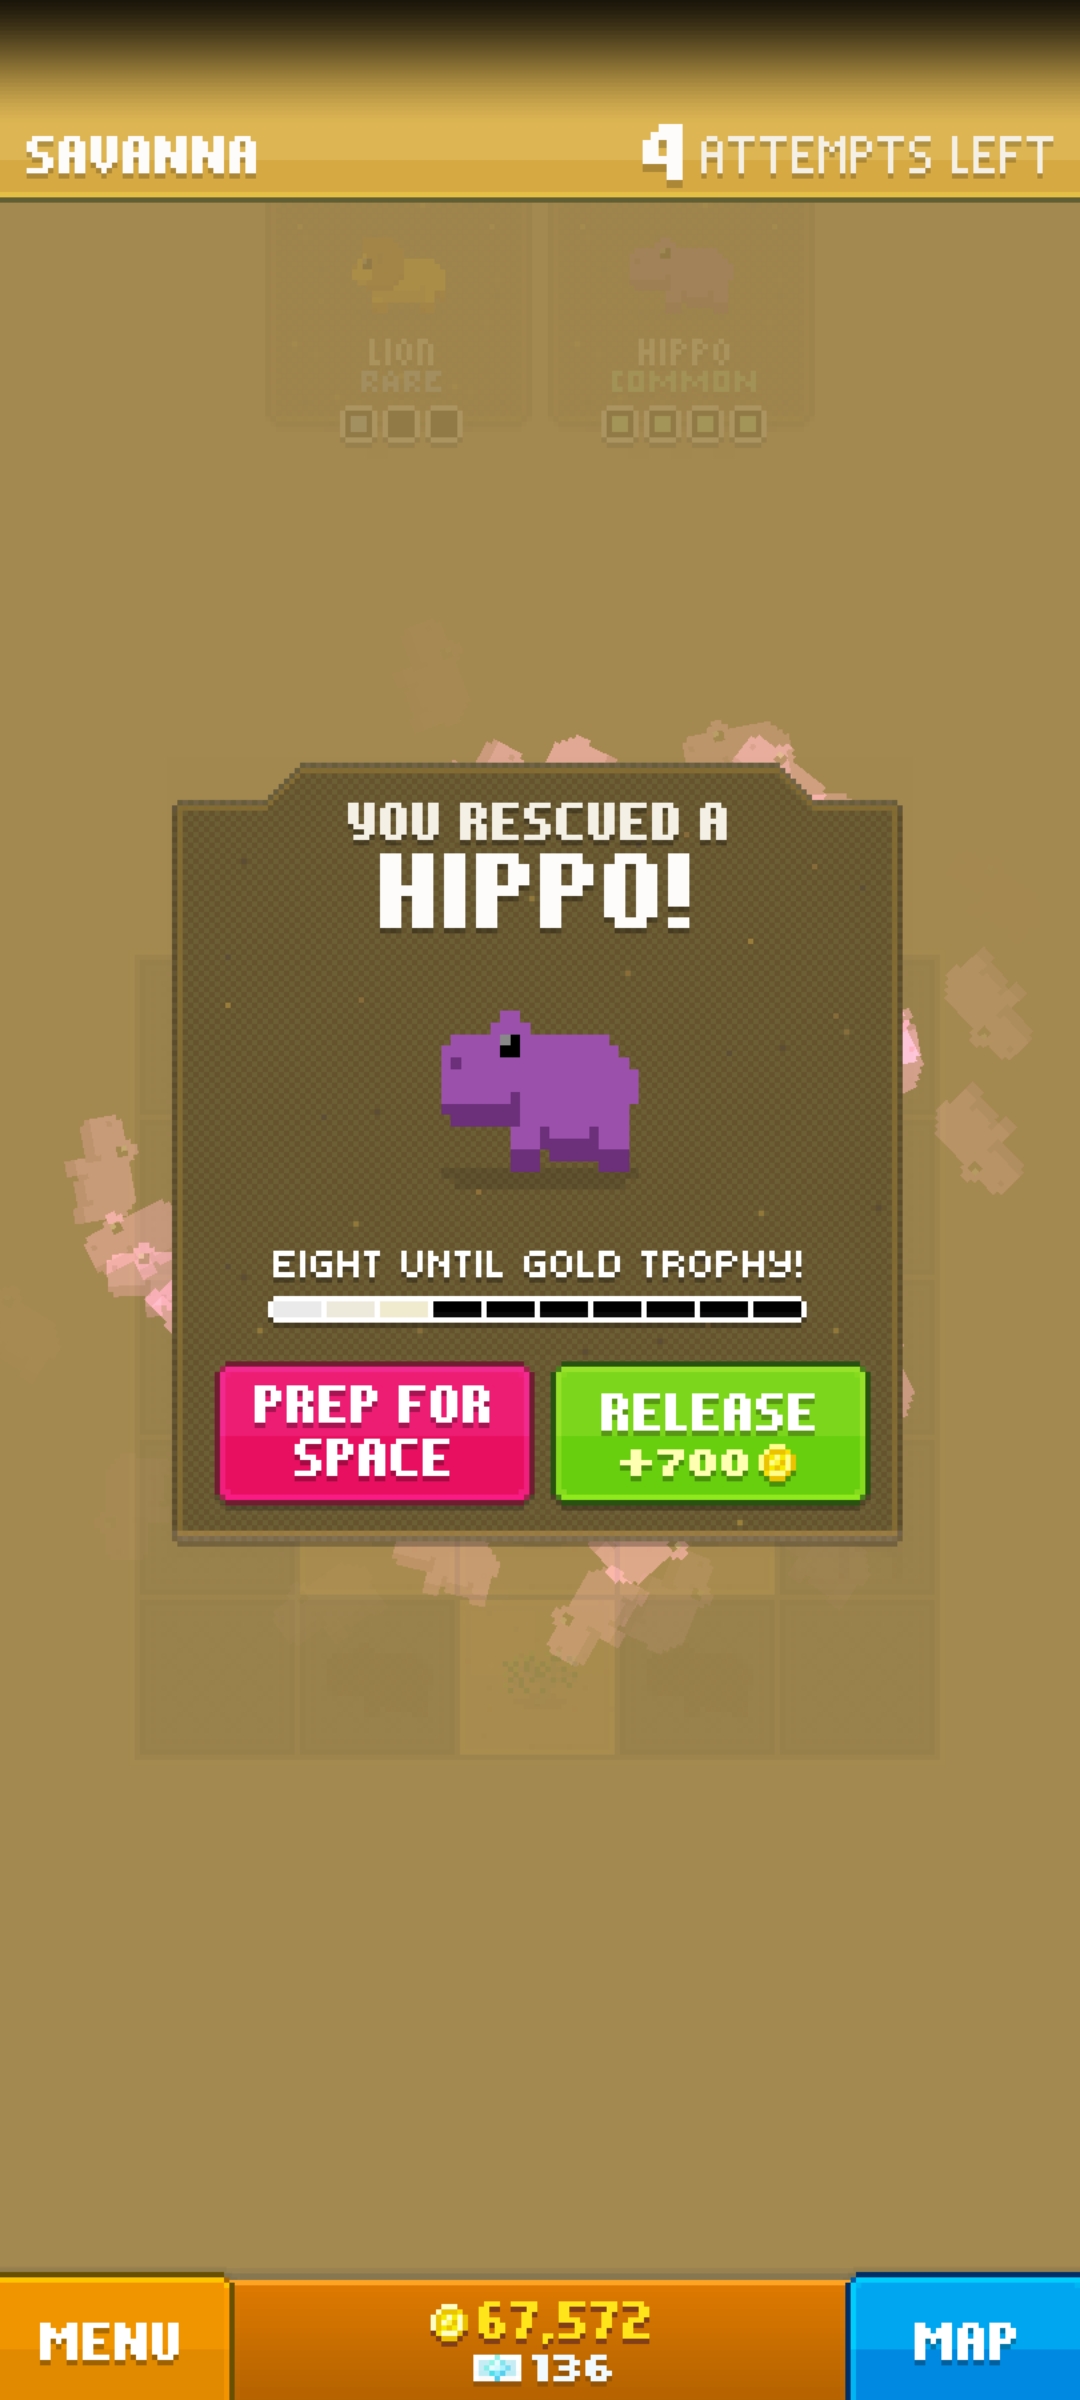 SAVANNA
4 ATTEMPTS LEFT
LION
RARE
HIPPO
COMMON
YOU RESCUED A
HIPPO!
EIGHT UNTIL GOLD TROPHY!
PREP FOR
SPACE
RELEASE
+700
MENU
67,572
136
MAP